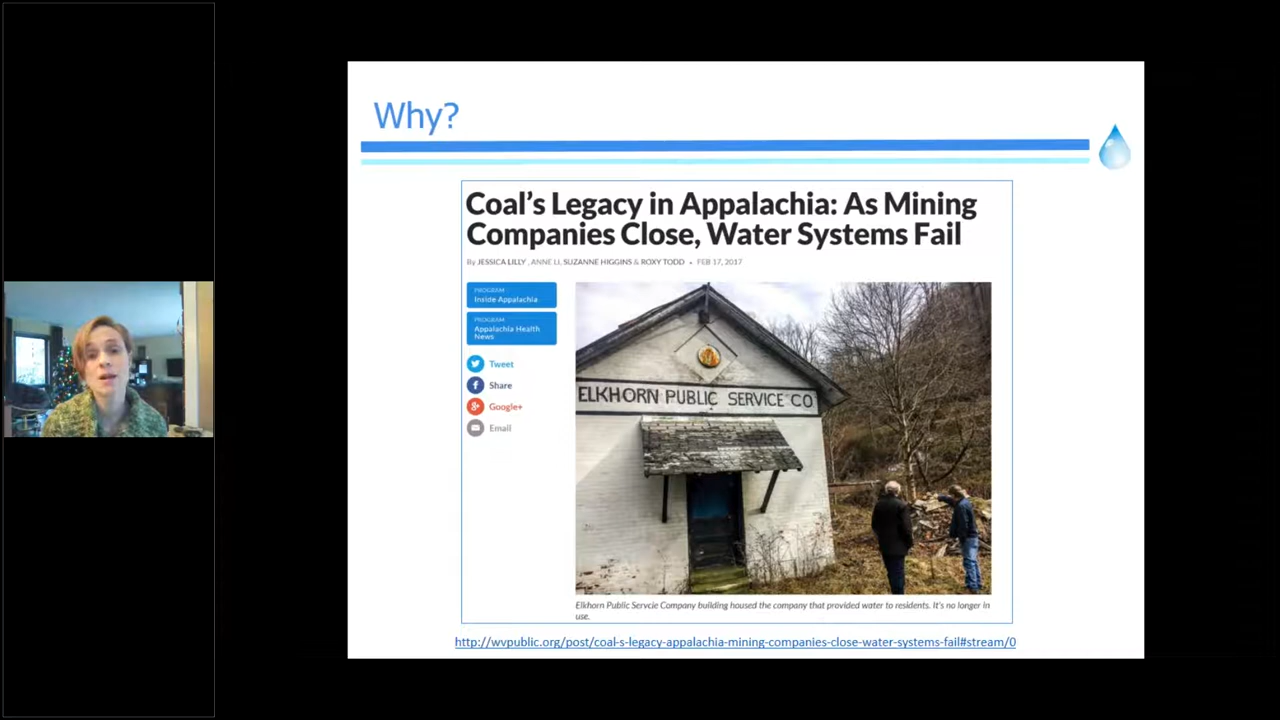 Why?
Coal's Legacy in Appalachia: As Mining
Companies Close, Water Systems Fail
By JESSICA LILLY , ANNE LI, SUZANNE HIGGINS & ROXY TODD • FEB 17, 2017
PROGRAM
Inside Appalachia
PROGRAM
Appalachia Health
News
Tweet
Share
Google+
Email
ELKHORN PUBLIC SERVICE CO
Elkhorn Public Servcie Company building housed the company that provided water to residents. It's no longer in
use.
http://wvpublic.org/post/coal-s-legacy-appalachia-mining-companies-close-water-systems-fail#stream/0